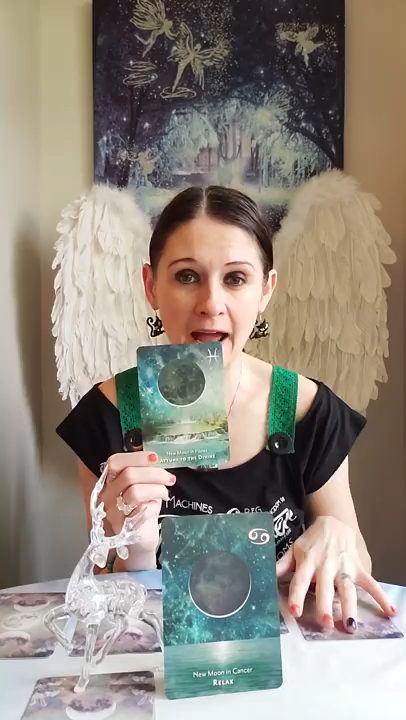 New Moon in Pisces
Attune to the Divine
Machines
New Moon in Cancer
Relax